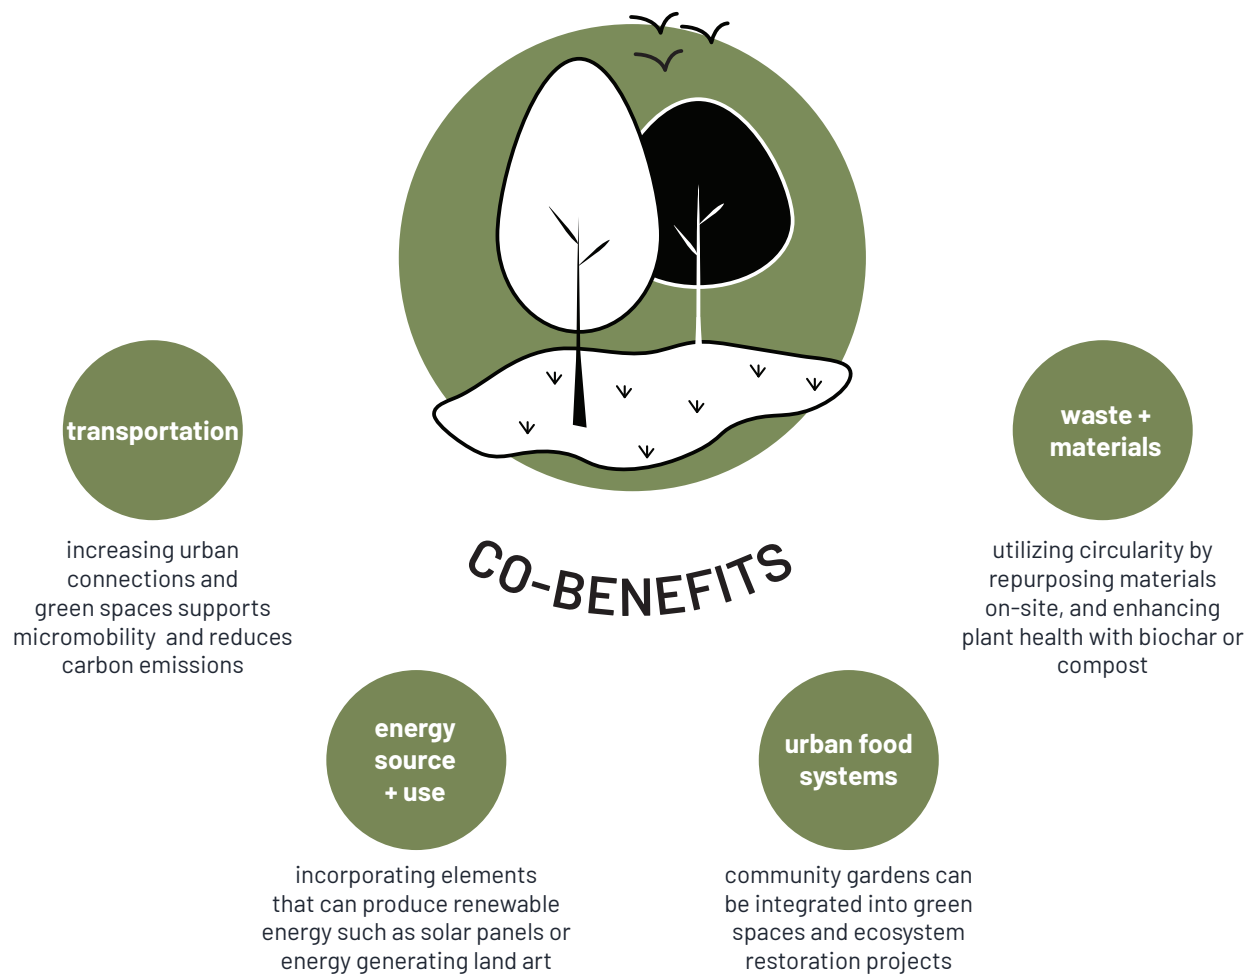 CO-BENEFITS
transportation
increasing urban
connections and
green spaces supports
micromobility and reduces
carbon emissions
energy
source
+ use
incorporating elements
that can produce renewable
energy such as solar panels or
energy generating land art
urban food
systems
community gardens can
be integrated into green
spaces and ecosystem
restoration projects
waste +
materials
utilizing circularity by
repurposing materials
on-site, and enhancing
plant health with biochar or
compost